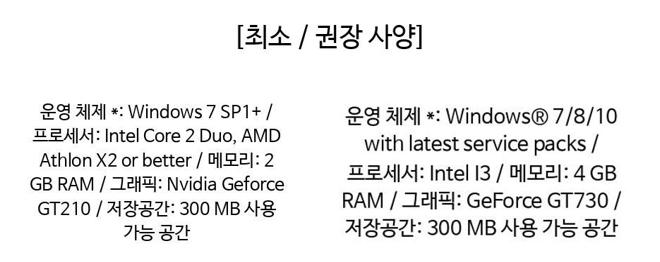 [최소 / 권장 사양]
운영 체제 *: Windows 7 SP1+ /
프로세서: Intel Core 2 Duo, AMD
Athlon X2 or better / 메모리: 2
GB RAM / 그래픽: Nvidia Geforce
GT210 / 저장공간: 300 MB 사용
가능 공간
운영 체제 *: Windows® 7/8/10
with latest service packs /
프로세서: Intel I3 / 메모리: 4 GB
RAM / 그래픽: GeForce GT730 /
저장공간: 300 MB 사용 가능 공간